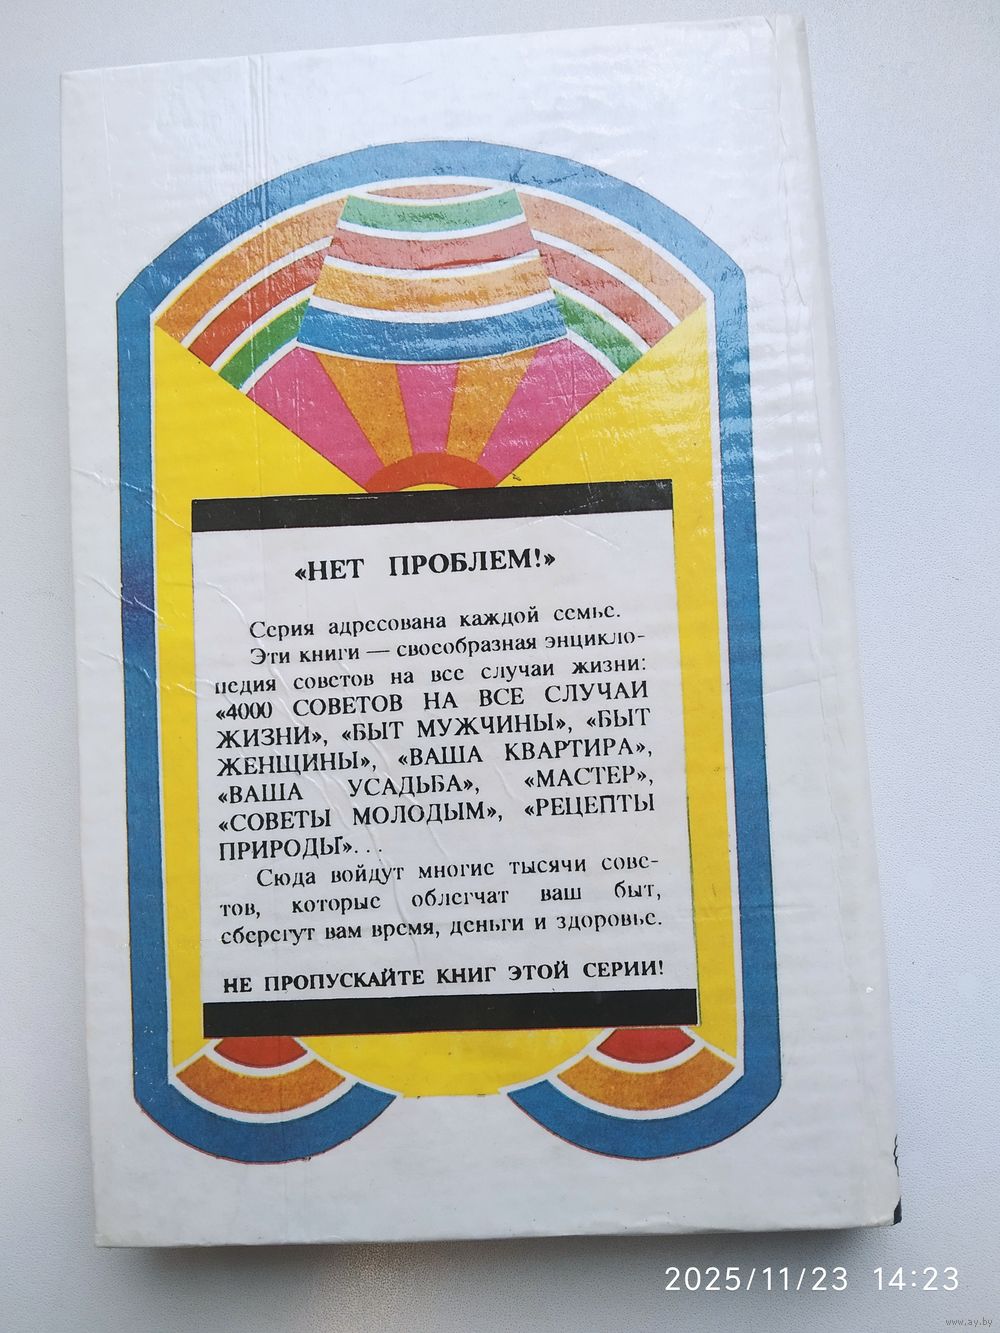 «НЕТ ПРОБЛЕМ!»
Серия адресована каждой семье.
Эти книги — своеобразная энцикло-
педия советов на все случаи жизни:
«4000 СОВЕТОВ НА ВСЕ СЛУЧАИ
ЖИЗНИ», «БЫТ МУЖЧИНЫ», «БЫТ
ЖЕНЩИНЫ», «ВАША КВАРТИРА»,
«ВАША УСАДЬБА», «МАСТЕР»,
«СОВЕТЫ МОЛОДЫМ», «РЕЦЕПТЫ
ПРИРОДЫ»...
Сюда войдут многие тысячи сове-
тов, которые облегчат ваш быт,
сберегут вам время, деньги и здоровье.
НЕ ПРОПУСКАЙТЕ КНИГ ЭТОЙ СЕРИИ!
2025/11/23 14:23
www.ay.by